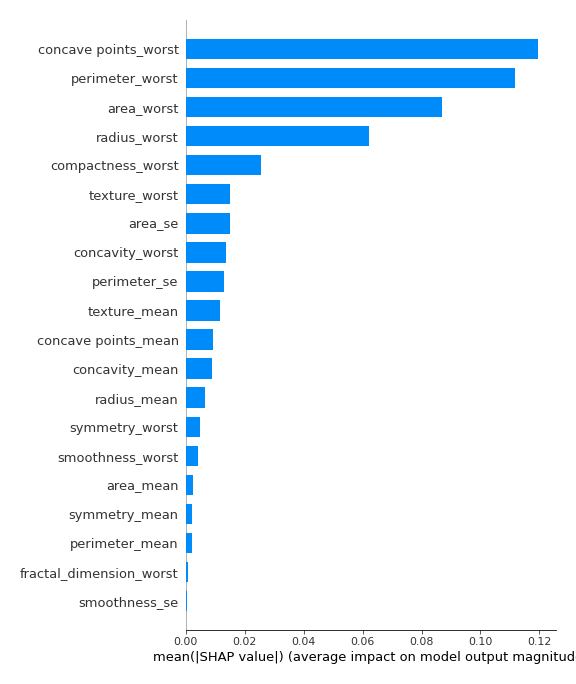 concave points_worst
perimeter_worst
area_worst
radius_worst
compactness_worst
texture_worst
area_se
concavity_worst
perimeter_se
texture_mean
concave points_mean
concavity_mean
radius_mean
symmetry_worst
smoothness_worst
area_mean
symmetry_mean
perimeter_mean
fractal_dimension_worst
smoothness_se
0.00 0.02 0.04 0.06 0.08 0.10 0.12
mean(|SHAP value|) (average impact on model output magnitud